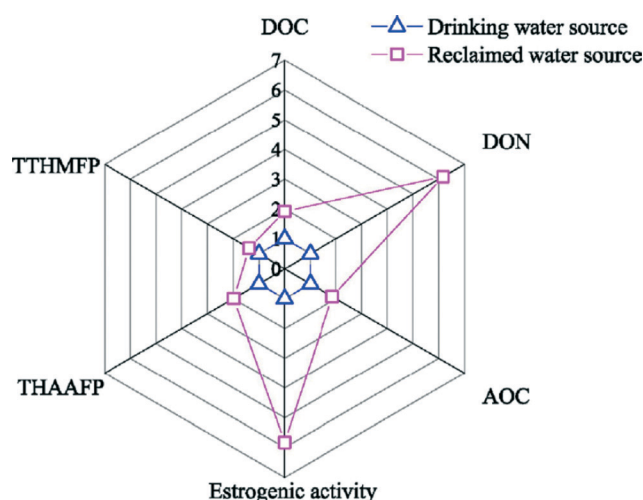 DOC
Drinking water source
Reclaimed water source
7
6
5
4
3
2
1
0
DON
TTHMFP
THAAFP
AOC
Estrogenic activity